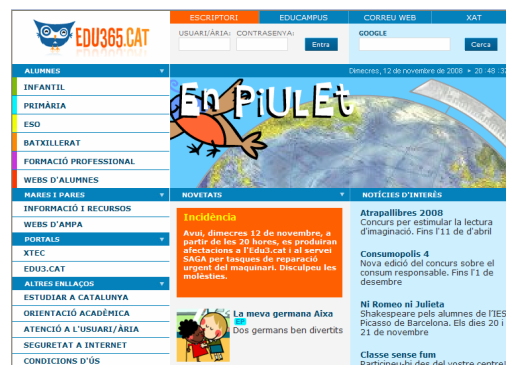 EDU365.CAT
ESCRIPTORI
EDUCAMPUS
CORREU WEB
XAT
USUARI/ÀRIA:
CONTRASENYA:
Entra
GOOGLE
Cerca
Dimecres, 12 de novembre de 2008
ALUMNES
INFANTIL
PRIMÀRIA
ESO
BATXILLERAT
FORMACIÓ PROFESSIONAL
WEBS D'ALUMNES
MARES I PARES
INFORMACIÓ I RECURSOS
WEBS D'AMPA
PORTALS
XTEC
EDU3.CAT
ALTRES ENLLAÇOS
ESTUDIAR A CATALUNYA
ORIENTACIÓ ACADÈMICA
ATENCIÓ A L'USUARI/ÀRIA
SEGURETAT A INTERNET
CONDICIONS D'ÚS
En PiULEt
NOVETATS
Incidència
Avui, dimecres 12 de novembre, a
partir de les 20 hores, es produiran
afectacions a l'Edu3.cat i al servei
SAGA per tasques de reparació
urgent del maquinari. Disculpeu les
molèsties.
La meva germana Aixa
EP
Dos germans ben divertits
NOTÍCIES D'INTERÈS
Atrapallibres 2008
Concurs per estimular la lectura
d'imaginació. Fins l'11 de d'abril
Consumopolis 4
Nova edició del concurs sobre el
consum responsable. Fins l'1 de
desembre
Ni Romeo ni Julieta
Shakespeare pels alumnes de l'IES
Picasso de Barcelona. Els dies 20 i
21 de novembre
Classe sense fum
Participeu-hi des del vostre centre!